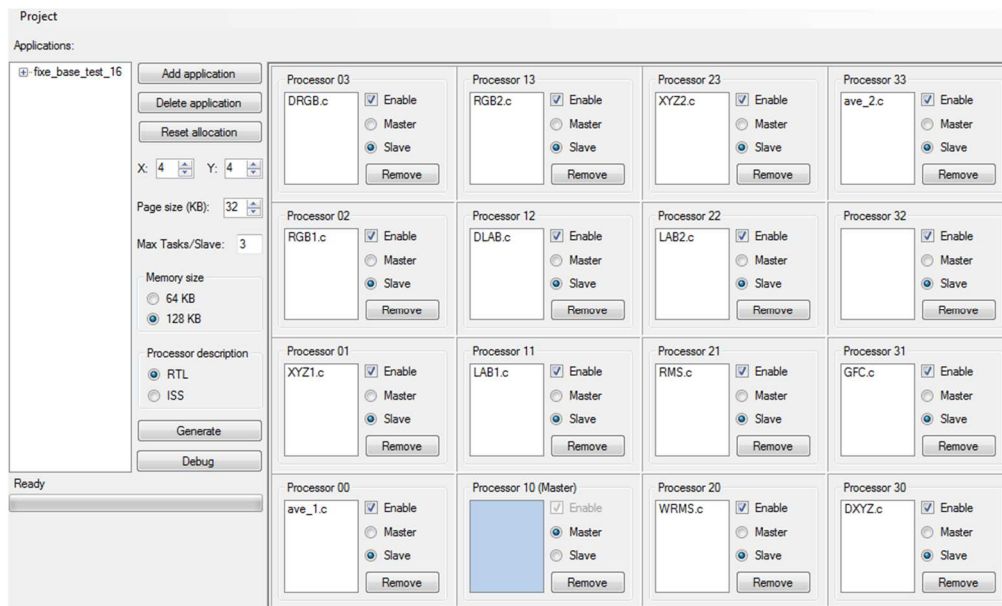 Project
Applications:
fixe_base_test_16
Add application
Delete application
Reset allocation
X: 4 Y: 4
Page size (KB): 32
Max Tasks/Slave: 3
Memory size
64 KB
128 KB
Processor description
RTL
ISS
Generate
Debug
Ready
Processor 03
DRGB.c
Enable
Master
Slave
Remove
Processor 13
RGB2.c
Enable
Master
Slave
Remove
Processor 23
XYZ2.c
Enable
Master
Slave
Remove
Processor 33
ave_2.c
Enable
Master
Slave
Remove
Processor 02
RGB1.c
Enable
Master
Slave
Remove
Processor 12
DLAB.c
Enable
Master
Slave
Remove
Processor 22
LAB2.c
Enable
Master
Slave
Remove
Processor 32
Enable
Master
Slave
Remove
Processor 01
XYZ1.c
Enable
Master
Slave
Remove
Processor 11
LAB1.c
Enable
Master
Slave
Remove
Processor 21
RMS.c
Enable
Master
Slave
Remove
Processor 31
GFC.c
Enable
Master
Slave
Remove
Processor 00
ave_1.c
Enable
Master
Slave
Remove
Processor 10 (Master)
Enable
Master
Slave
Remove
Processor 20
WRMS.c
Enable
Master
Slave
Remove
Processor 30
DXYZ.c
Enable
Master
Slave
Remove